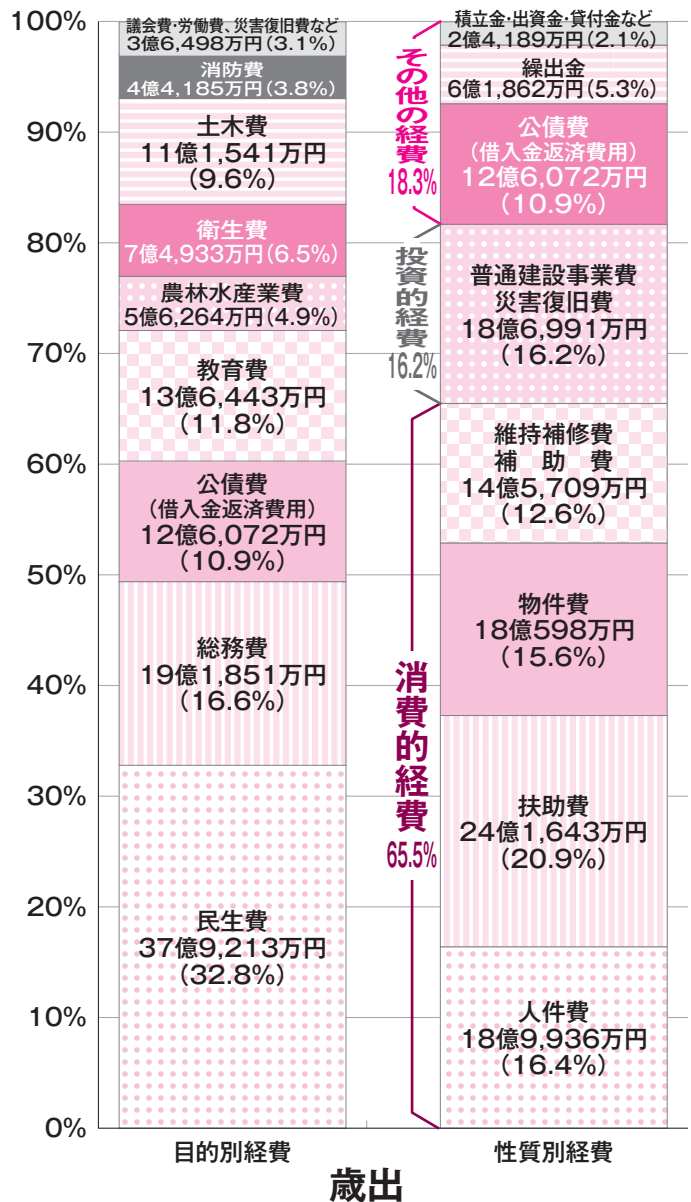 100%
90%
80%
70%
60%
50%
40%
30%
20%
10%
0%
議会費・労働費、災害復旧費など
3億6,498万円(3.1%)
消防費
4億4,185万円(3.8%)
土木費
11億1,541万円
(9.6%)
衛生費
7億4,933万円(6.5%)
農林水産業費
5億6,264万円(4.9%)
教育費
13億6,443万円
(11.8%)
公債費
(借入金返済費用)
12億6,072万円
(10.9%)
総務費
19億1,851万円
(16.6%)
民生費
37億9,213万円
(32.8%)
目的別経費
その他の経費
18.3%
投資的経費
16.2%
消費的経費
65.5%
積立金・出資金・貸付金など
2億4,189万円(2.1%)
繰出金
6億1,862万円(5.3%)
公債費
(借入金返済費用)
12億6,072万円
(10.9%)
普通建設事業費
災害復旧費
18億6,991万円
(16.2%)
維持補修費
補助費
14億5,709万円
(12.6%)
物件費
18億598万円
(15.6%)
扶助費
24億1,643万円
(20.9%)
人件費
18億9,936万円
(16.4%)
性質別経費
歳出